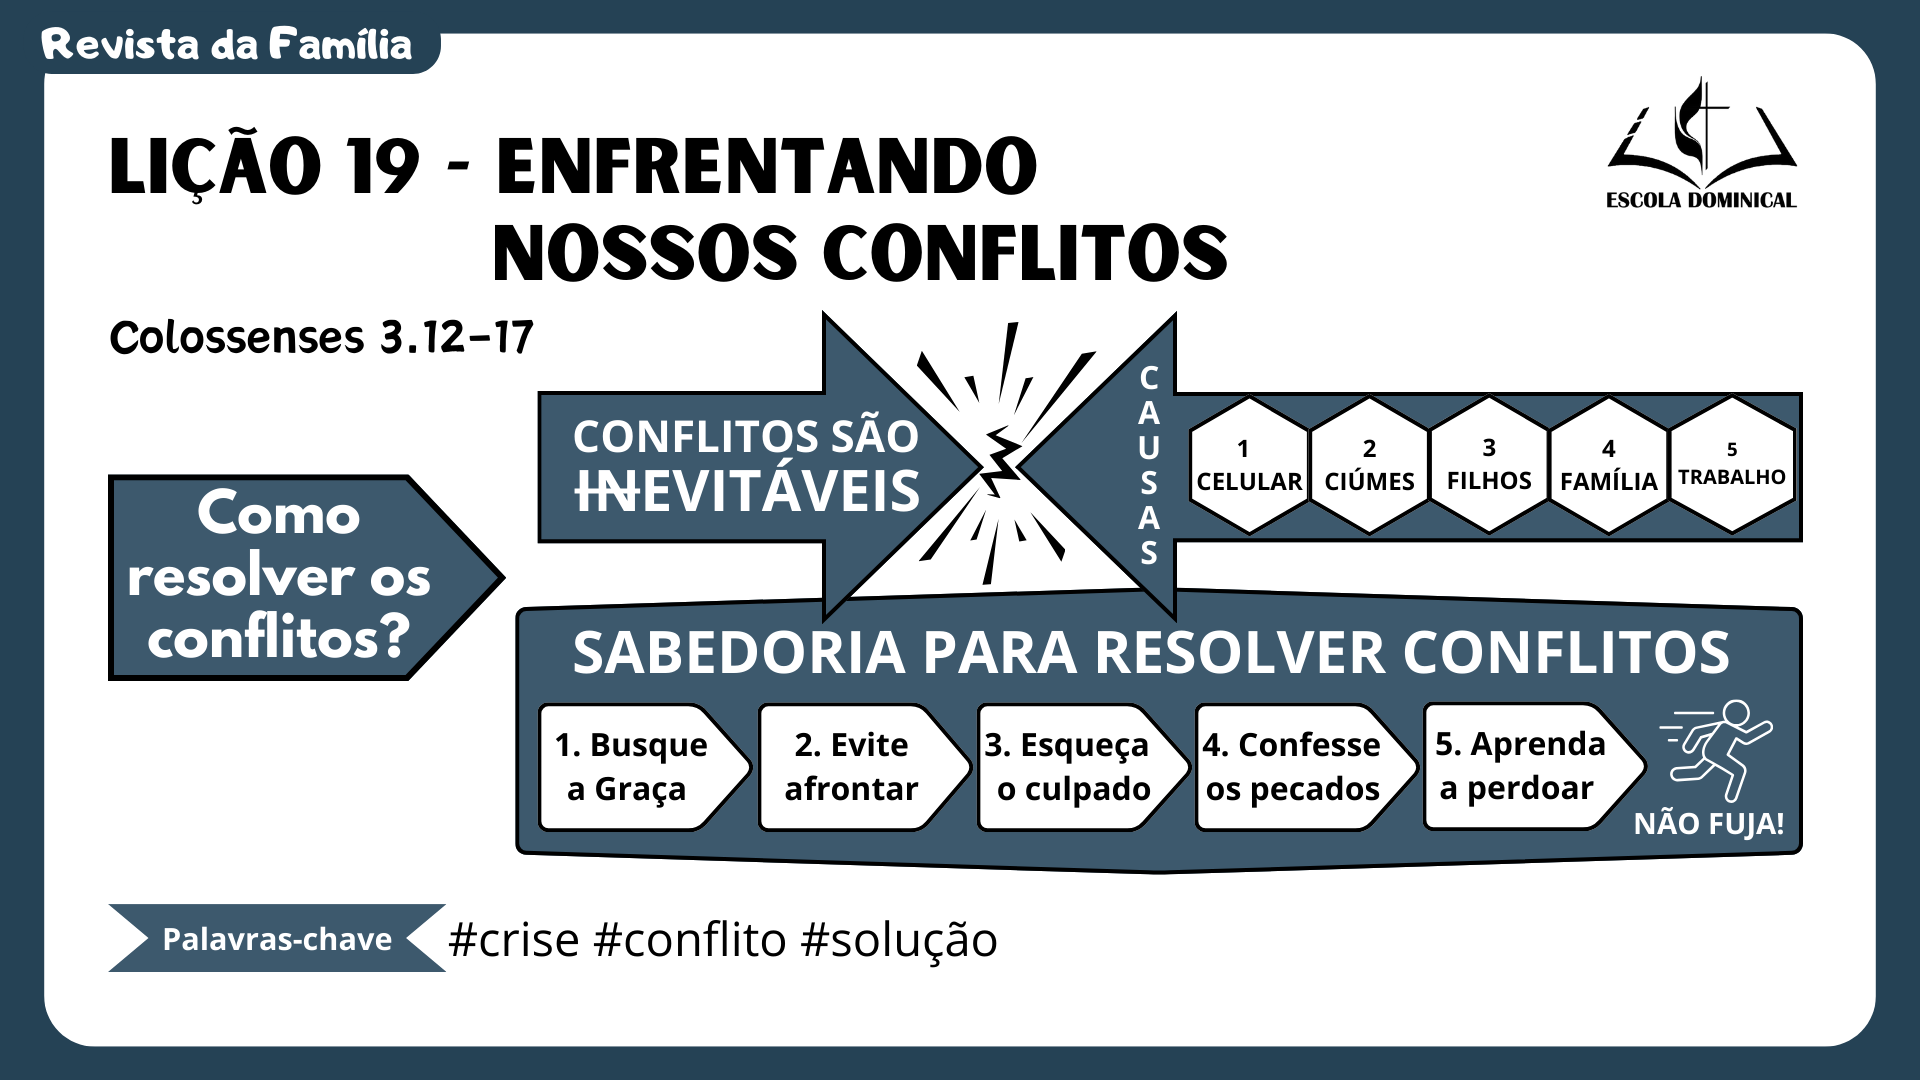 Revista da Família
LIÇÃO 19 - ENFRENTANDO
NOSSOS CONFLITOS
ESCOLA DOMINICAL
Colossenses 3.12-17
Como
resolver os
conflitos?
CONFLITOS SÃO
INEVITÁVEIS
CAUSAS
1
CELULAR
2
CIÚMES
3
FILHOS
4
FAMÍLIA
5
TRABALHO
SABEDORIA PARA RESOLVER CONFLITOS
1. Busque
a Graça
2. Evite
afrontar
3. Esqueça
o culpado
4. Confesse
os pecados
5. Aprenda
a perdoar
NÃO FUJA!
Palavras-chave
#crise #conflito #solução